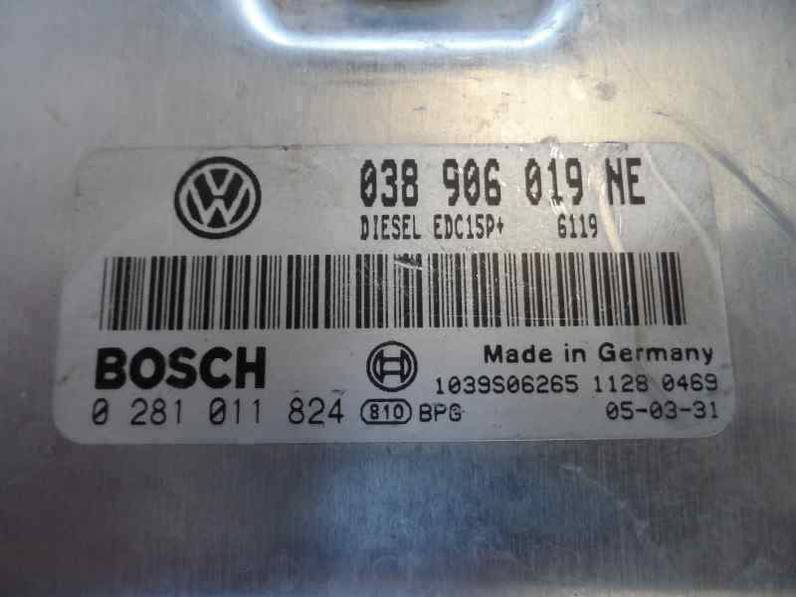 038 906 019 NE
DIESEL EDC15P+ 6119
BOSCH
Made in Germany
1039S06265 1128 0469
0 281 011 824 810 BPG 05-03-31